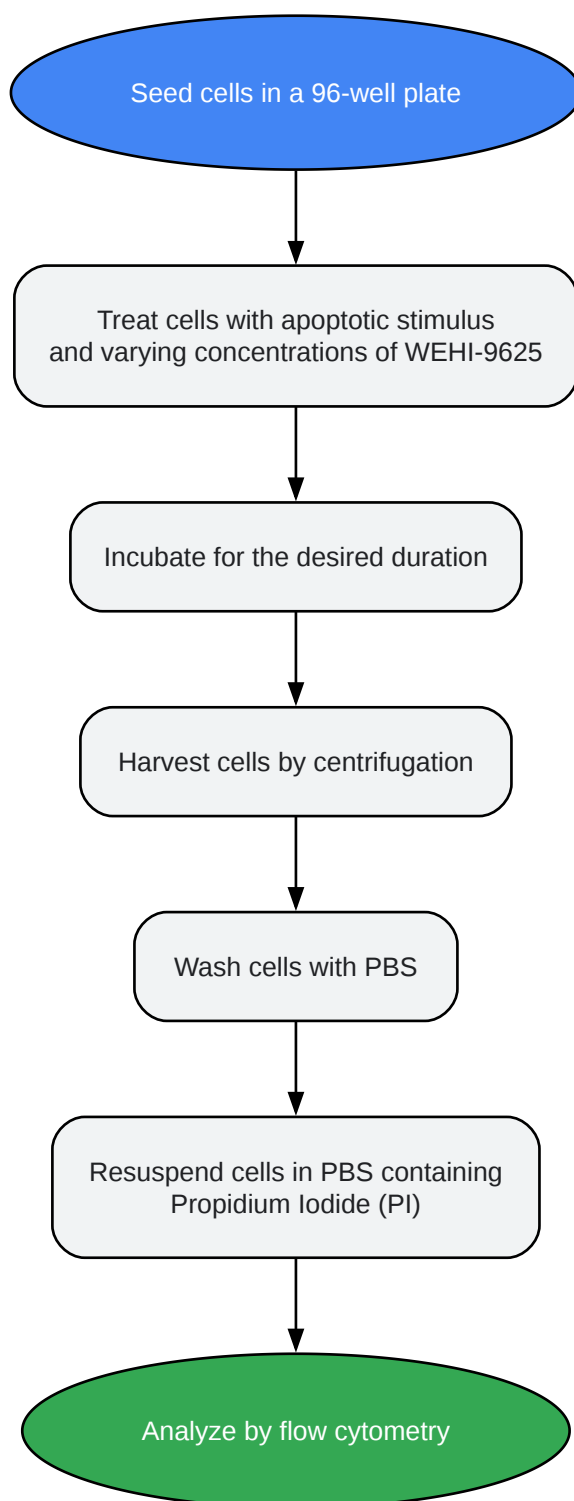 Seed cells in a 96-well plate
Treat cells with apoptotic stimulus
and varying concentrations of WEHI-9625
Incubate for the desired duration
Harvest cells by centrifugation
Wash cells with PBS
Resuspend cells in PBS containing
Propidium Iodide (PI)
Analyze by flow cytometry